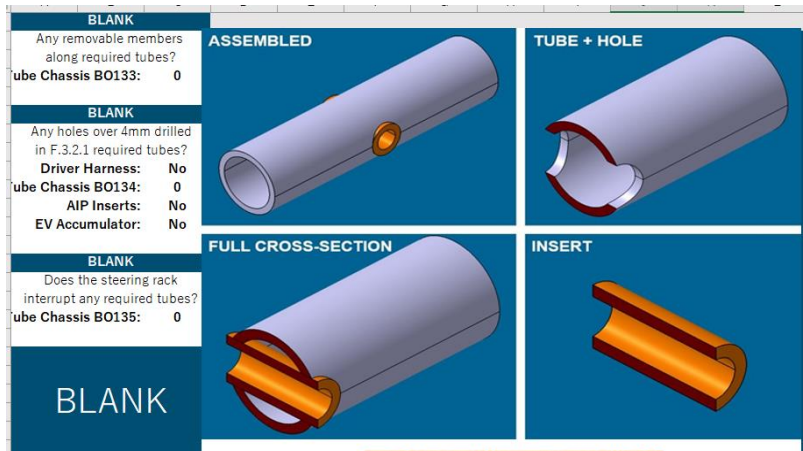 BLANK
Any removable members
along required tubes?
ube Chassis BO133: 0
BLANK
Any holes over 4mm drilled
in F.3.2.1 required tubes?
Driver Harness: No
ube Chassis BO134: 0
AIP Inserts: No
EV Accumulator: No
BLANK
Does the steering rack
interrupt any required tubes?
ube Chassis BO135: 0
BLANK
ASSEMBLED
TUBE + HOLE
FULL CROSS-SECTION
INSERT